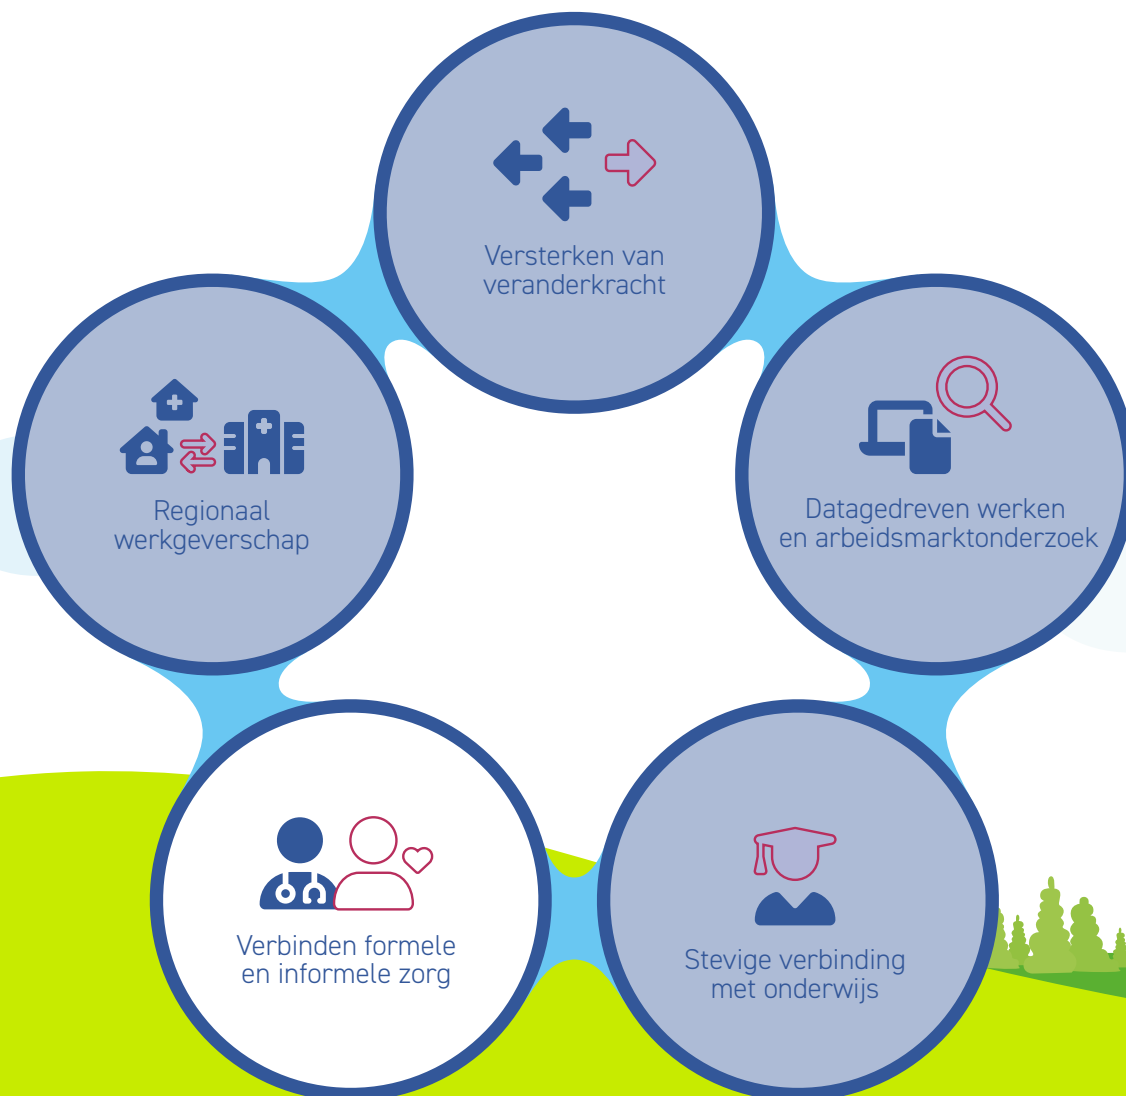 Versterken van
veranderkracht
Regionaal
werkgeverschap
Datagedreven werken
en arbeidsmarktonderzoek
Verbinden formele
en informele zorg
Stevige verbinding
met onderwijs